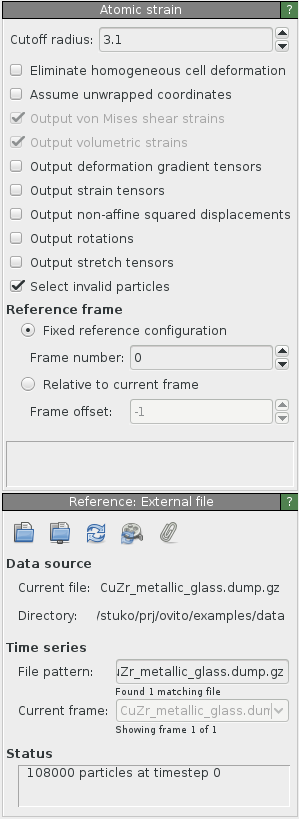 Atomic strain ?
Cutoff radius: 3.1
Eliminate homogeneous cell deformation
Assume unwrapped coordinates
Output von Mises shear strains
Output volumetric strains
Output deformation gradient tensors
Output strain tensors
Output non-affine squared displacements
Output rotations
Output stretch tensors
Select invalid particles
Reference frame
Fixed reference configuration
Frame number: 0
Relative to current frame
Frame offset: -1
Reference: External file ?
Data source
Current file: CuZr_metallic_glass.dump.gz
Directory: /stuko/prj/ovito/examples/data
Time series
File pattern: uZr_metallic_glass.dump.gz
Found 1 matching file
Current frame: CuZr_metallic_glass.dum
Showing frame 1 of 1
Status
108000 particles at timestep 0